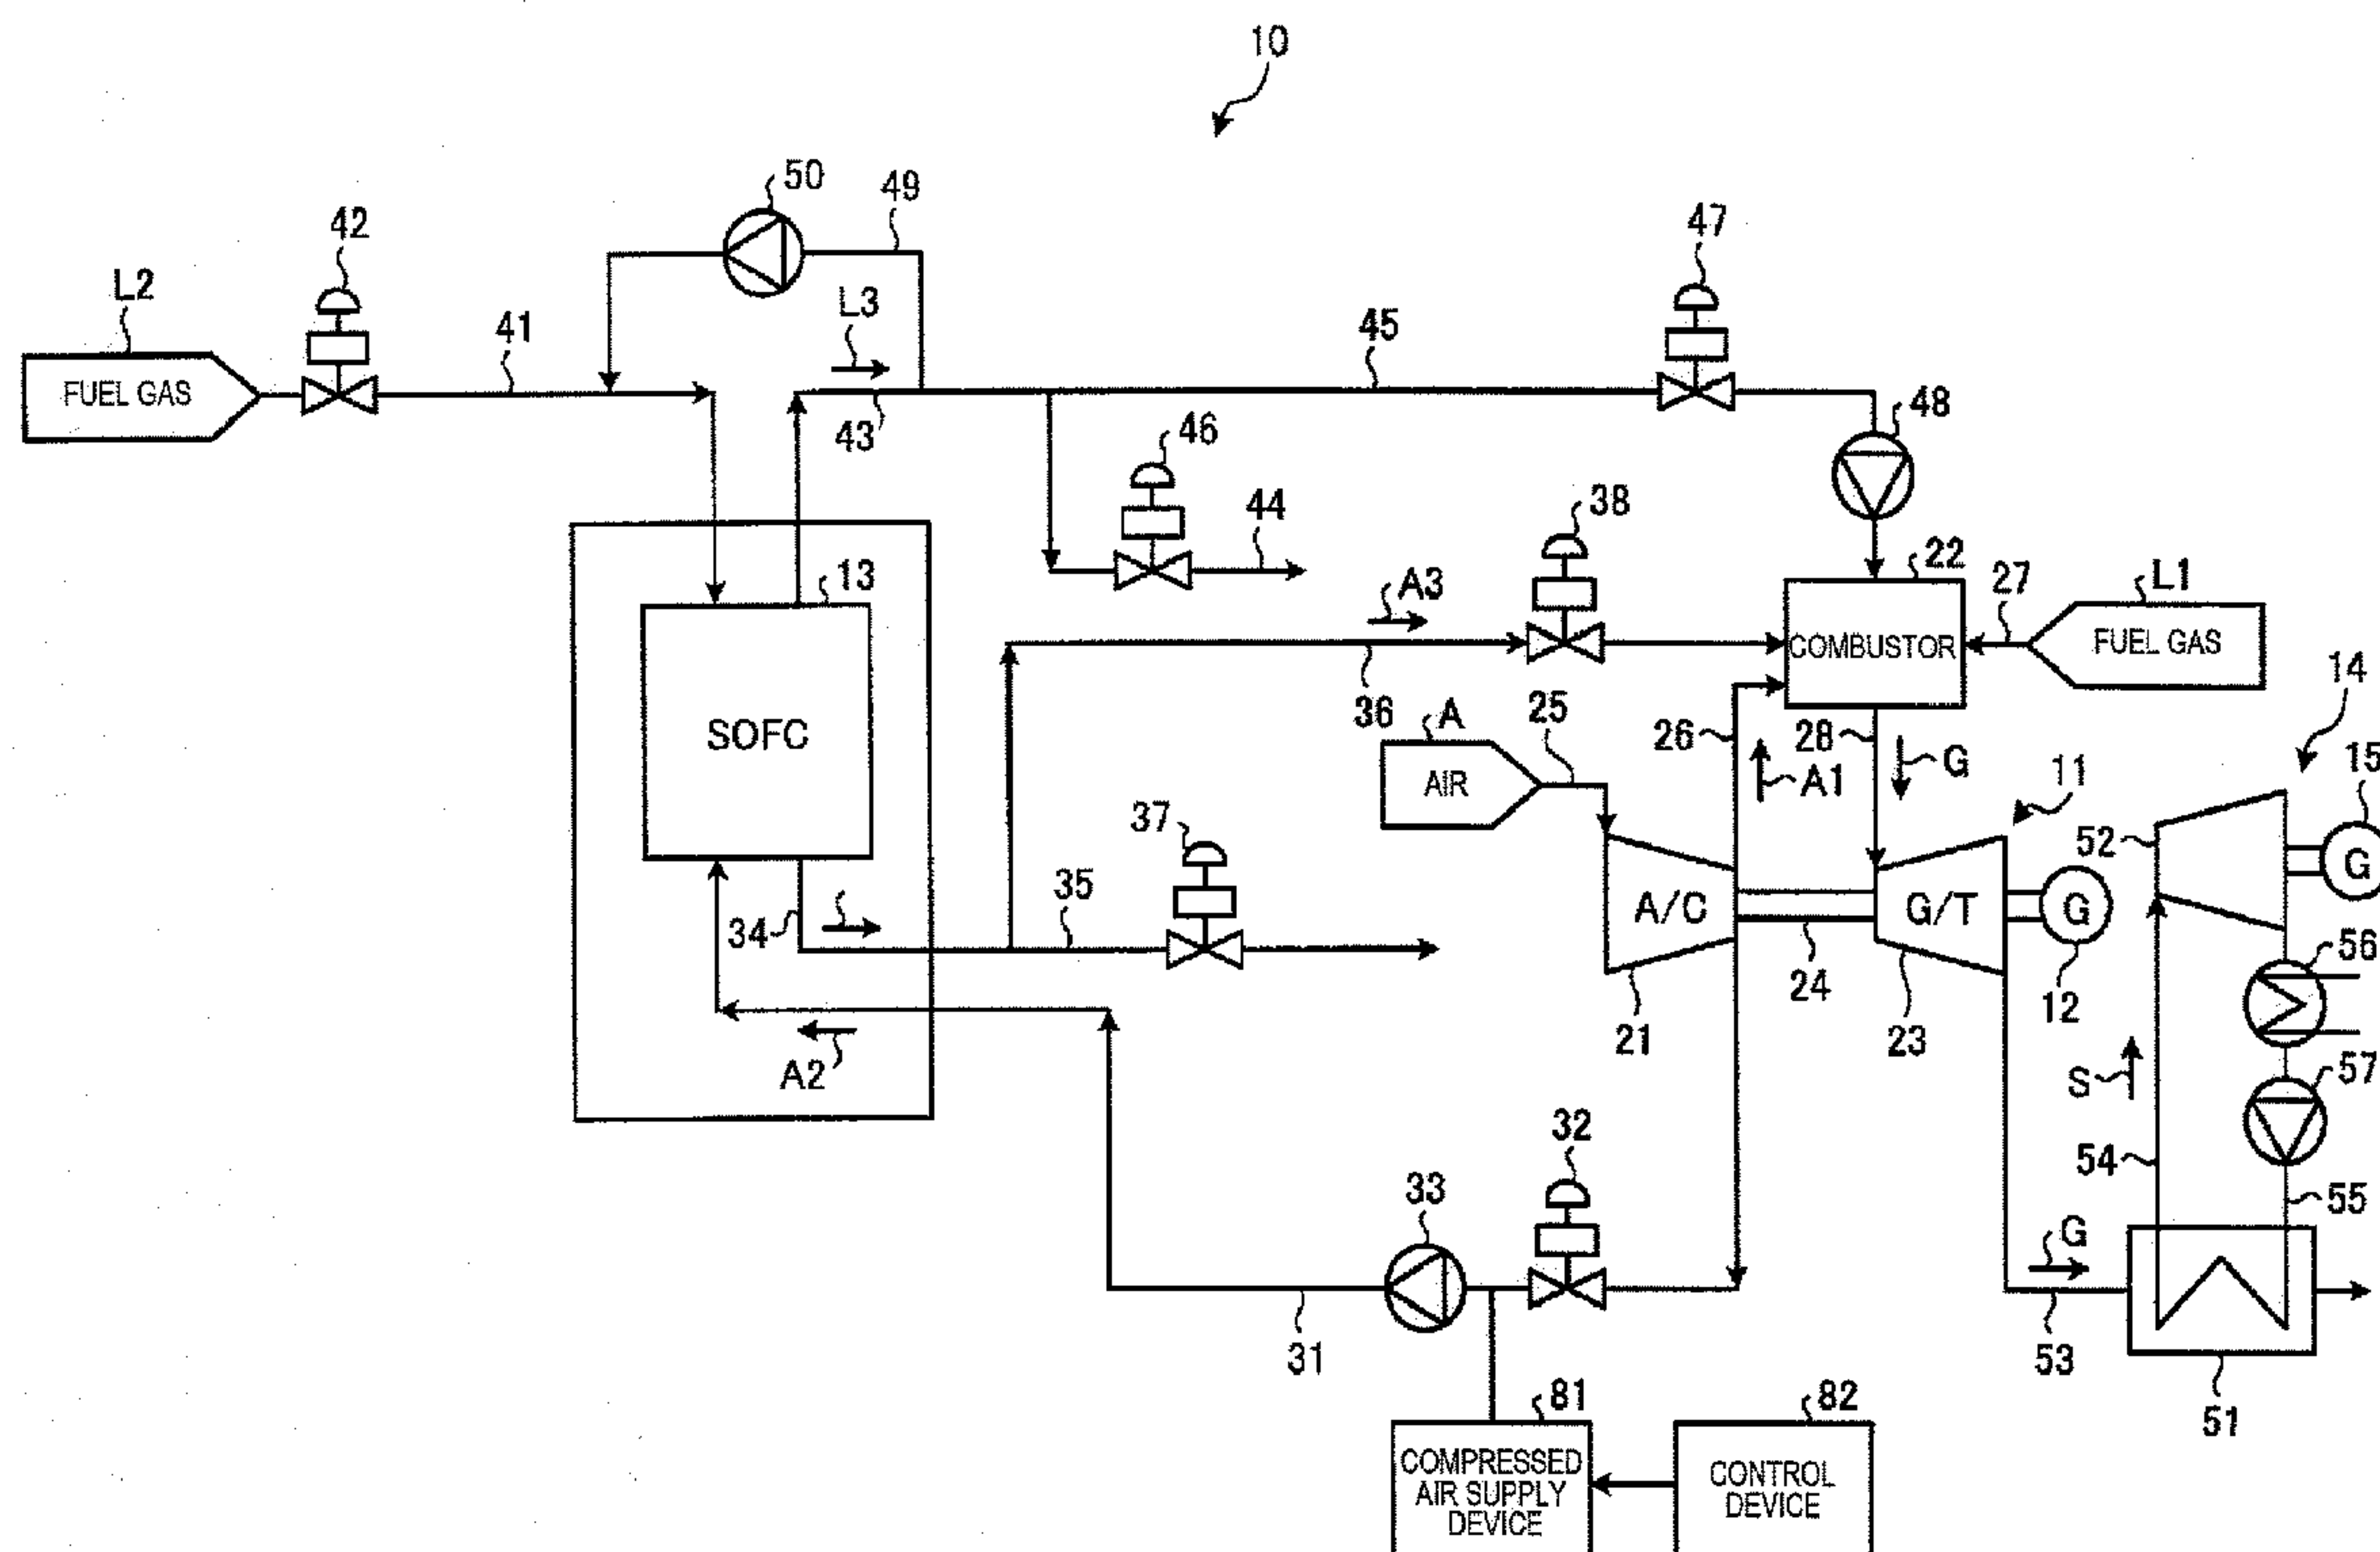 10
50
49
42
47
L2
L3
41
45
FUEL GAS
43
48
46
38
44
22
27
L1
13
A3
COMBUSTOR
FUEL GAS
14
SOFC
36
A
25
26
28
G
A1
11
15
AIR
37
52
G
35
A/C
G/T
G
34
56
24
12
21
23
A2
S
57
32
54
33
55
G
31
53
81
82
51
COMPRESSED
AIR SUPPLY
DEVICE
CONTROL
DEVICE